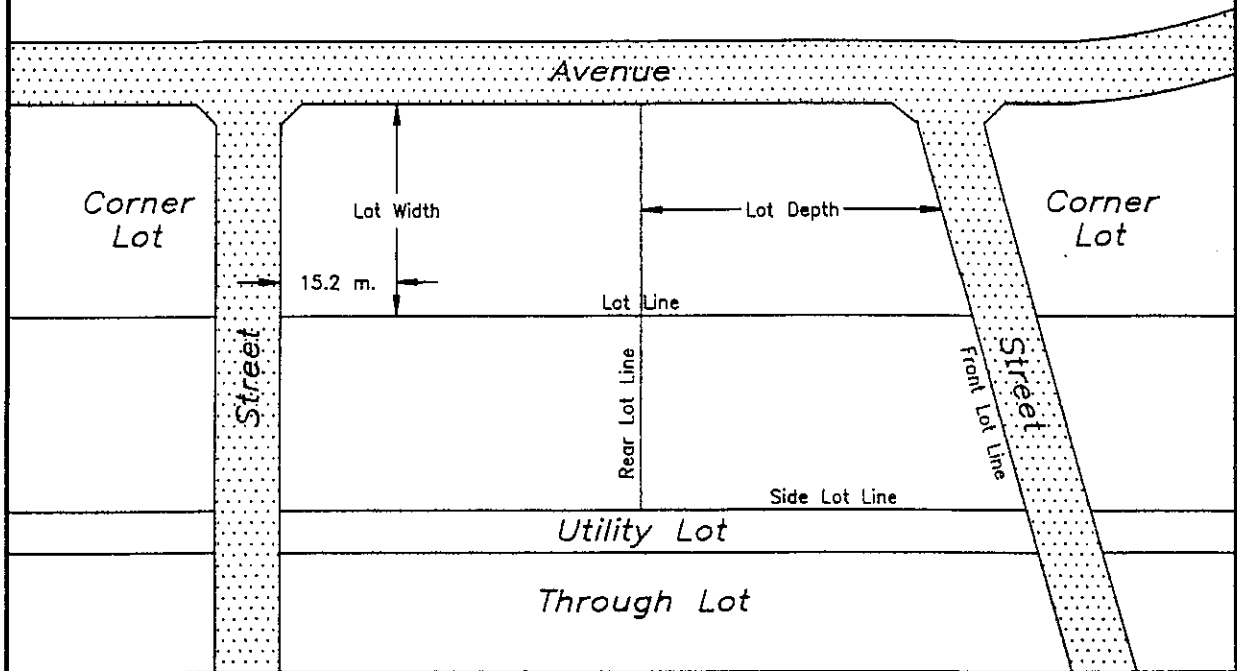 Avenue
Corner
Lot
Lot Width
Lot Depth
Corner
Lot
15.2 m.
Lot Line
Street
Rear Lot Line
Front Lot Line
Street
Side Lot Line
Utility Lot
Through Lot